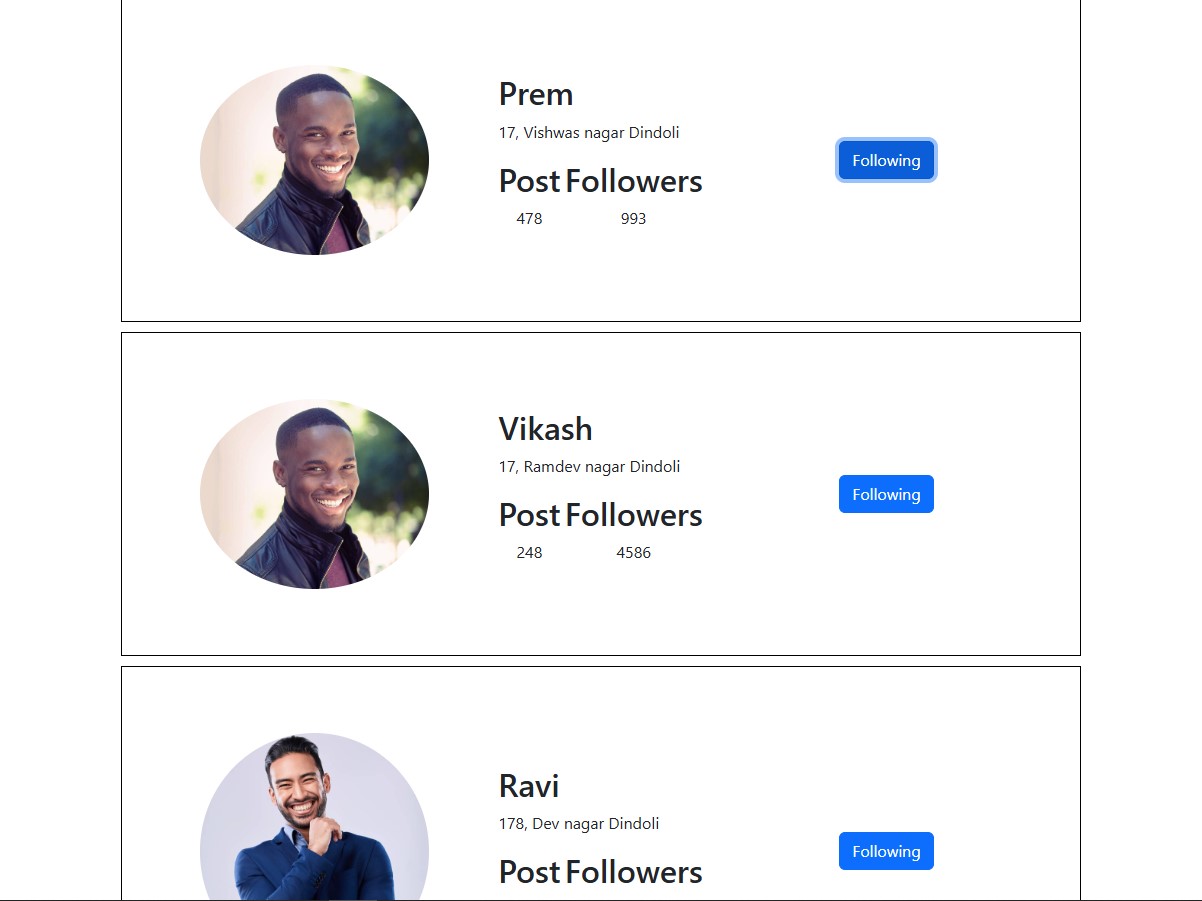 Prem
17, Vishwas nagar Dindoli
Following
Post Followers
478 993
Vikash
17, Ramdev nagar Dindoli
Following
Post Followers
248 4586
Ravi
178, Dev nagar Dindoli
Following
Post Followers